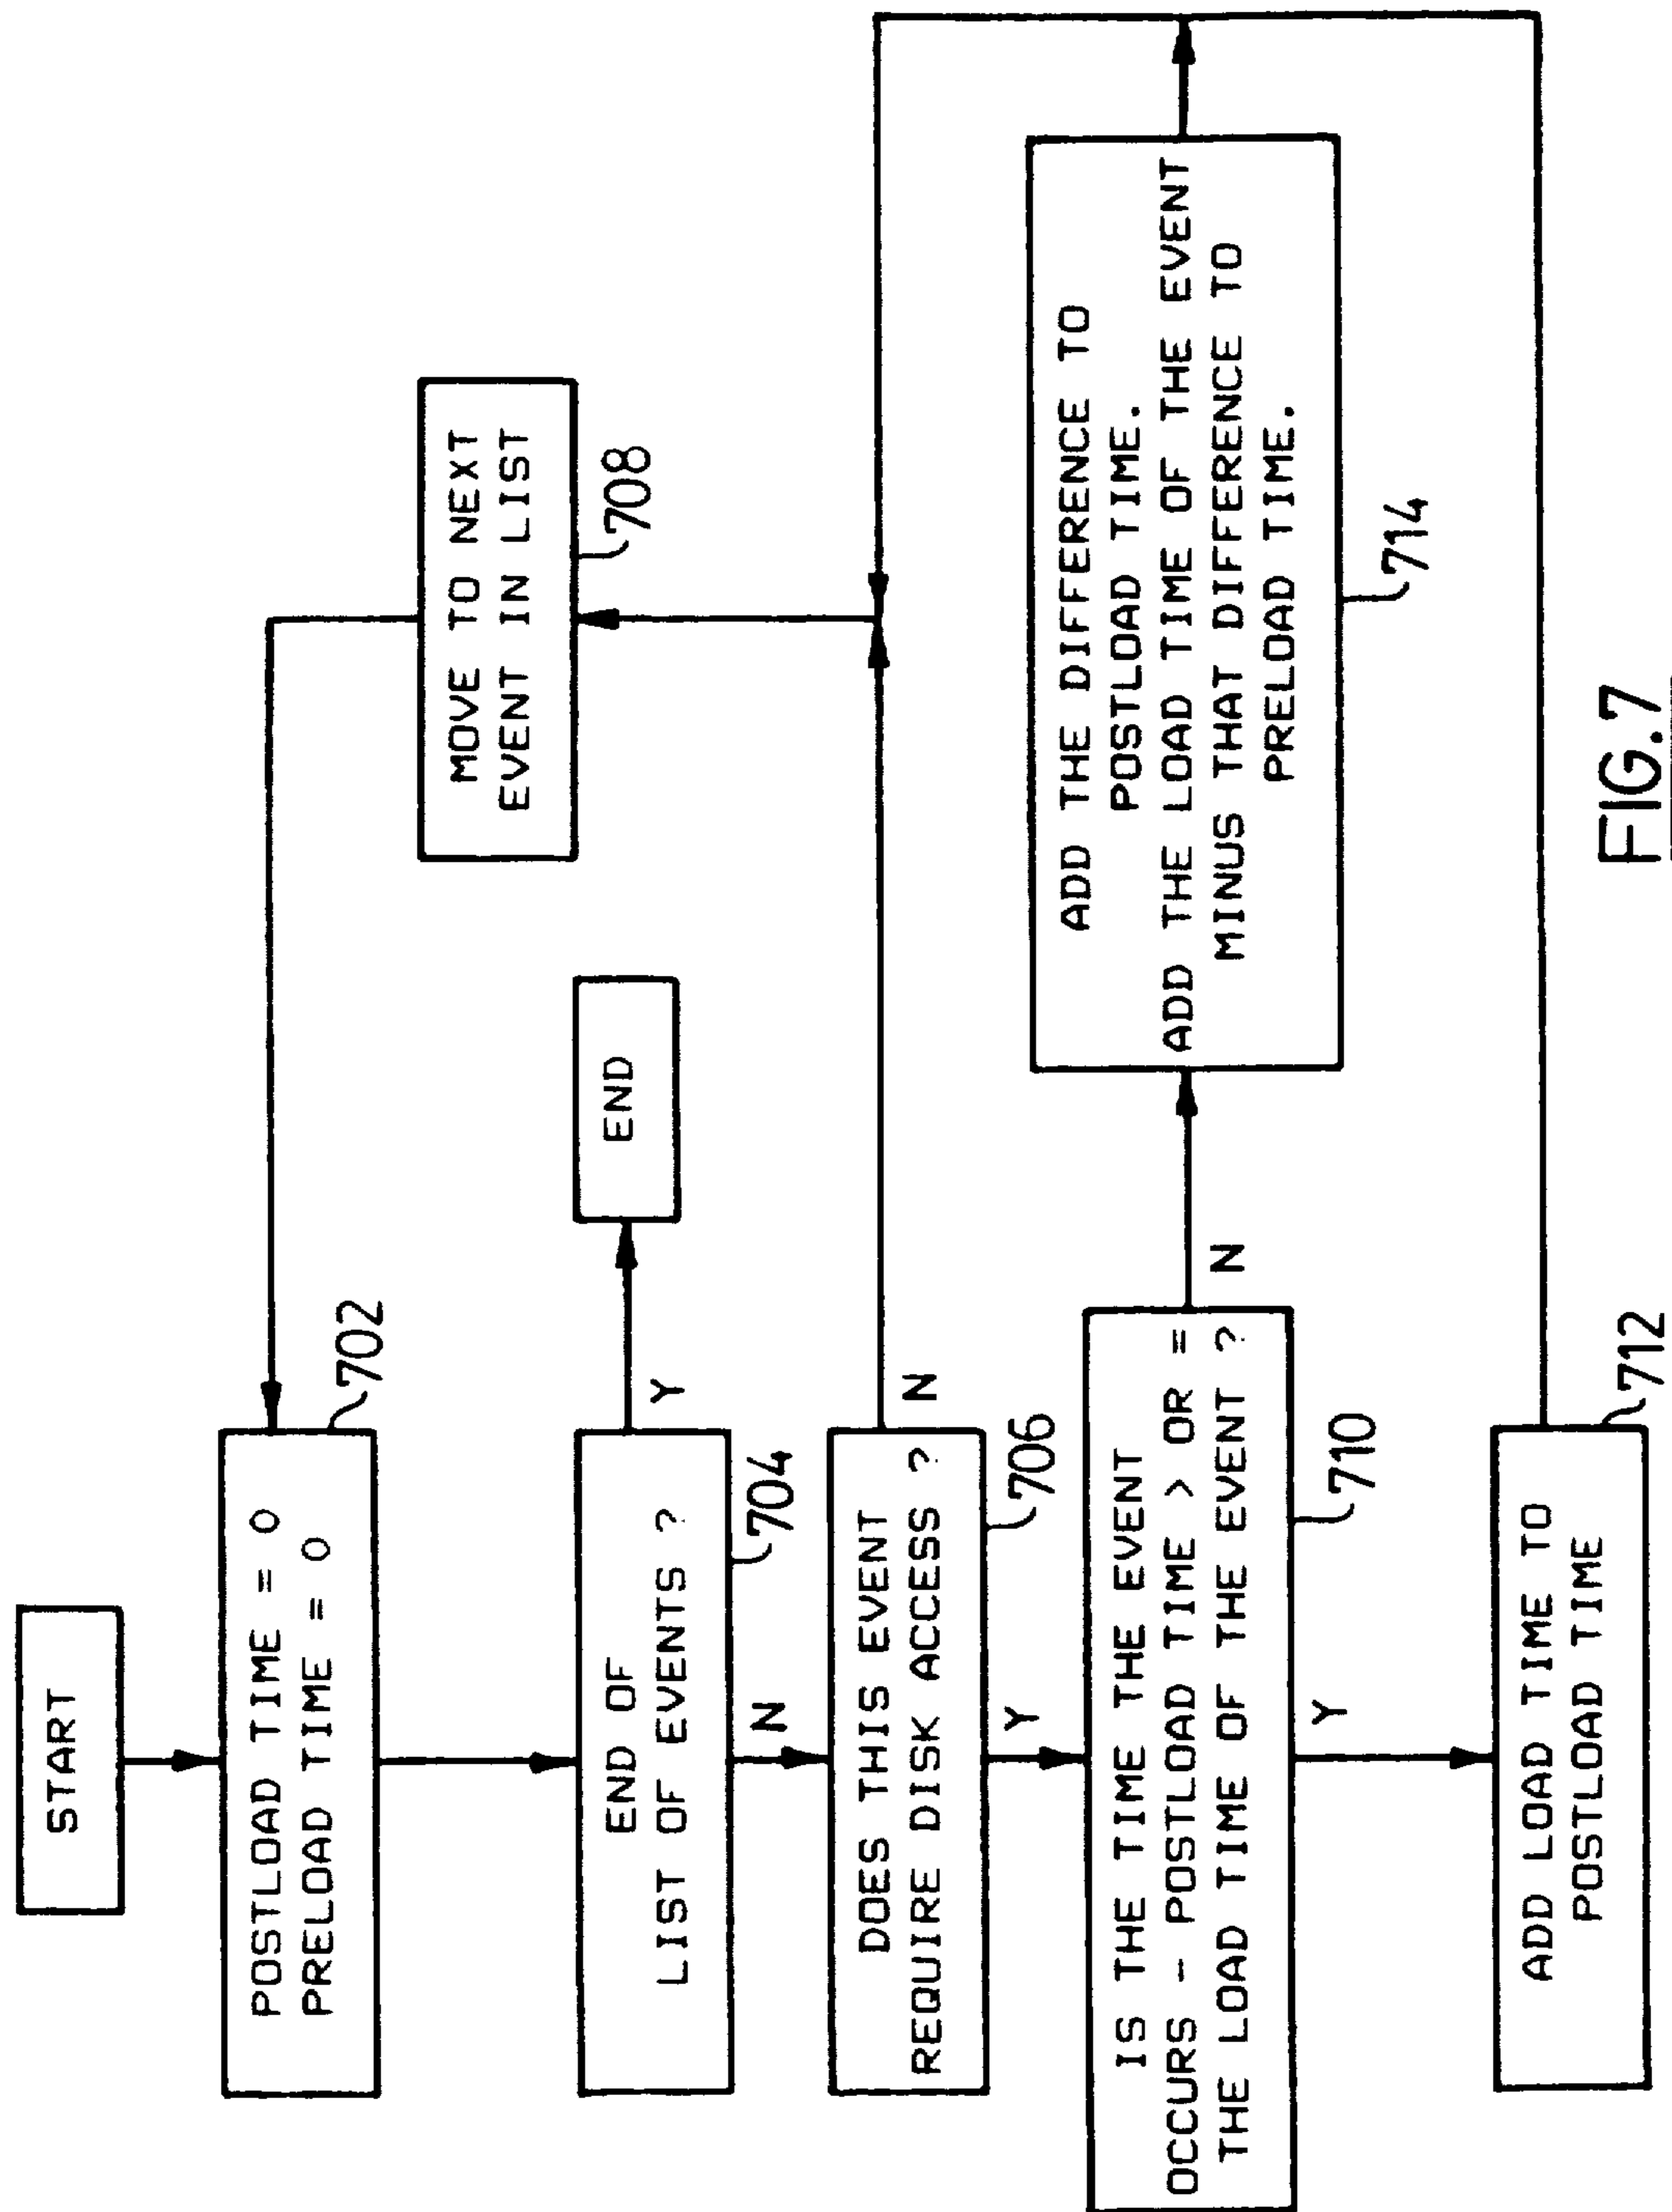 START
POSTLOAD TIME = 0
PRELOAD TIME = 0
702
END OF
LIST OF EVENTS ?
704
Y
END
N
DOES THIS EVENT
REQUIRE DISK ACCESS ?
706
N
MOVE TO NEXT
EVENT IN LIST
708
Y
IS THE TIME THE EVENT
OCCURS - POSTLOAD TIME > OR =
THE LOAD TIME OF THE EVENT ?
710
N
ADD THE DIFFERENCE TO
POSTLOAD TIME.
ADD THE LOAD TIME OF THE EVENT
MINUS THAT DIFFERENCE TO
PRELOAD TIME.
714
Y
ADD LOAD TIME TO
POSTLOAD TIME
712
FIG.7